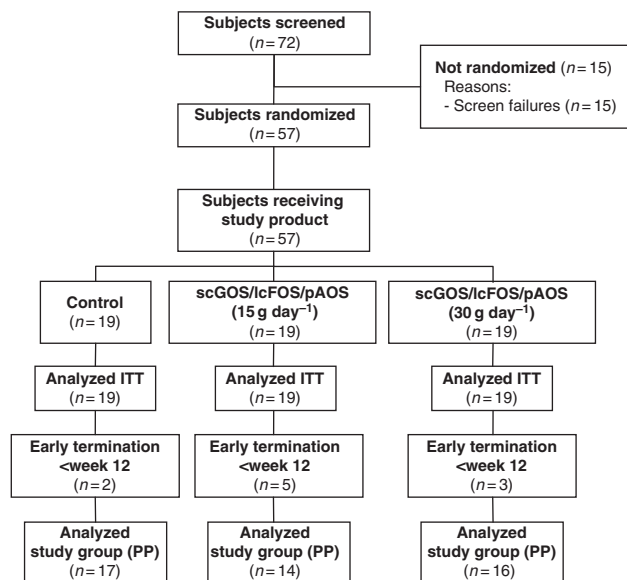 Subjects screened
(n=72)
Not randomized (n=15)
Reasons:
- Screen failures (n=15)
Subjects randomized
(n=57)
Subjects receiving
study product
(n=57)
Control
(n=19)
scGOS/lcFOS/pAOS
(15 g day⁻¹)
(n=19)
scGOS/lcFOS/pAOS
(30 g day⁻¹)
(n=19)
Analyzed ITT
(n=19)
Analyzed ITT
(n=19)
Analyzed ITT
(n=19)
Early termination
<week 12
(n=2)
Early termination
<week 12
(n=5)
Early termination
<week 12
(n=3)
Analyzed
study group (PP)
(n=17)
Analyzed
study group (PP)
(n=14)
Analyzed
study group (PP)
(n=16)